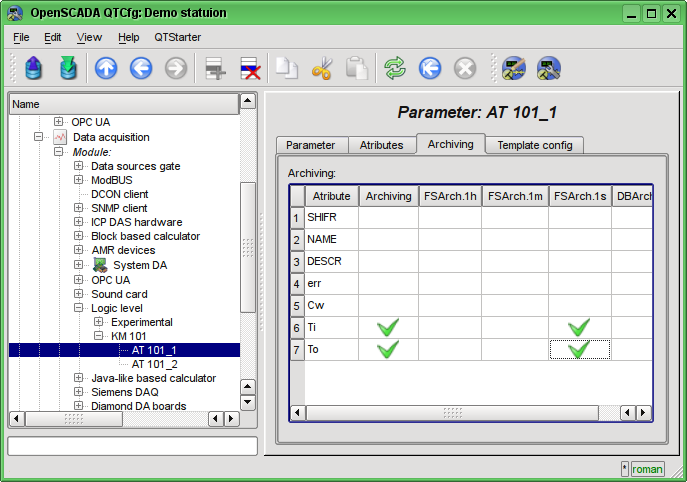 OpenSCADA QTCfg: Demo statuion
File Edit View Help QTStarter
Name
OPC UA
Data acquisition
Module:
Data sources gate
ModBUS
DCON client
SNMP client
ICP DAS hardware
Block based calculator
AMR devices
System DA
OPC UA
Sound card
Logic level
Experimental
KM 101
AT 101_1
AT 101_2
Java-like based calculator
Siemens DAQ
Diamond DA boards
Parameter: AT 101_1
Parameter Atributes Archiving Template config
Archiving:
Atribute Archiving FSArch.1h FSArch.1m FSArch.1s DBArch
1 SHIFR
2 NAME
3 DESCR
4 err
5 Cw
6 Ti
7 To
* roman